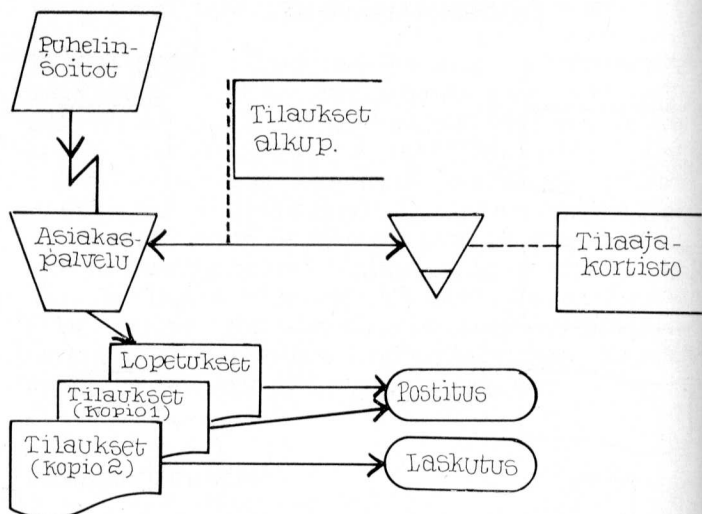 Puhelin-
soitot
Tilaukset
alkup.
Asiakas-
palvelu
Tilaaja-
kortisto
Lopetukset
Tilaukset
(kopio 1)
Tilaukset
(kopio 2)
Postitus
Laskutus